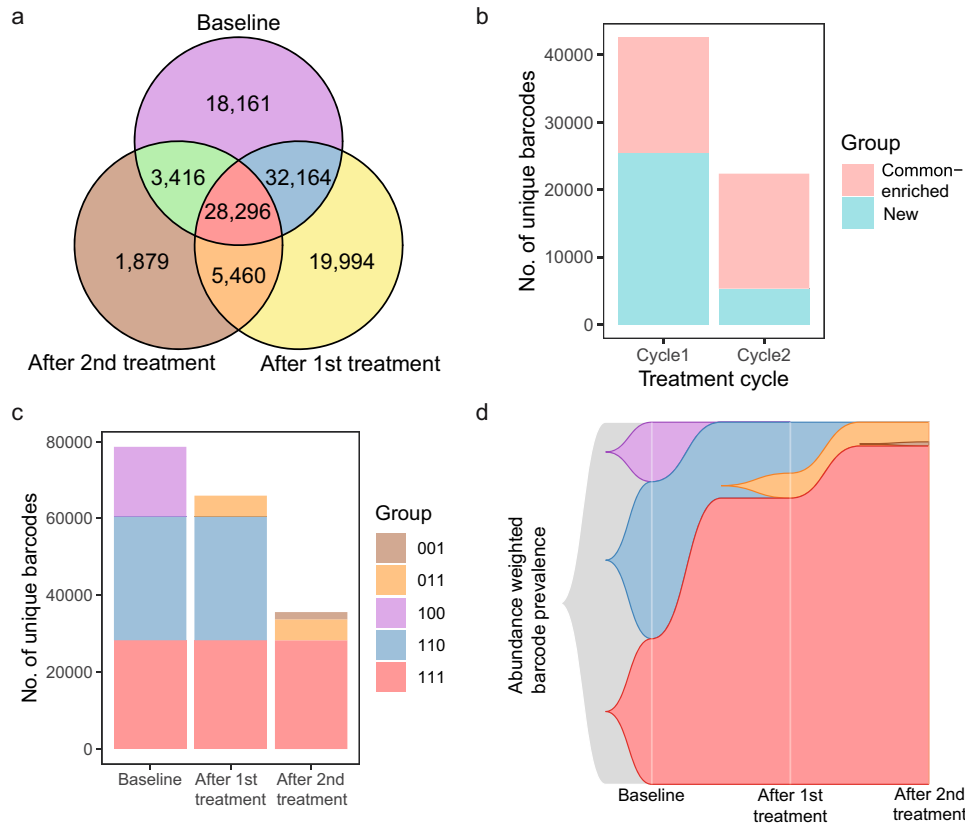 a
Baseline
18,161
3,416
32,164
28,296
1,879
5,460
19,994
After 2nd treatment
After 1st treatment
b
No. of unique barcodes
40000
30000
20000
10000
0
Cycle1
Cycle2
Treatment cycle
Group
Common−
enriched
New
c
No. of unique barcodes
80000
60000
40000
20000
0
Baseline
After 1st
treatment
After 2nd
treatment
Group
001
011
100
110
111
d
Abundance weighted
barcode prevalence
Baseline
After 1st
treatment
After 2nd
treatment